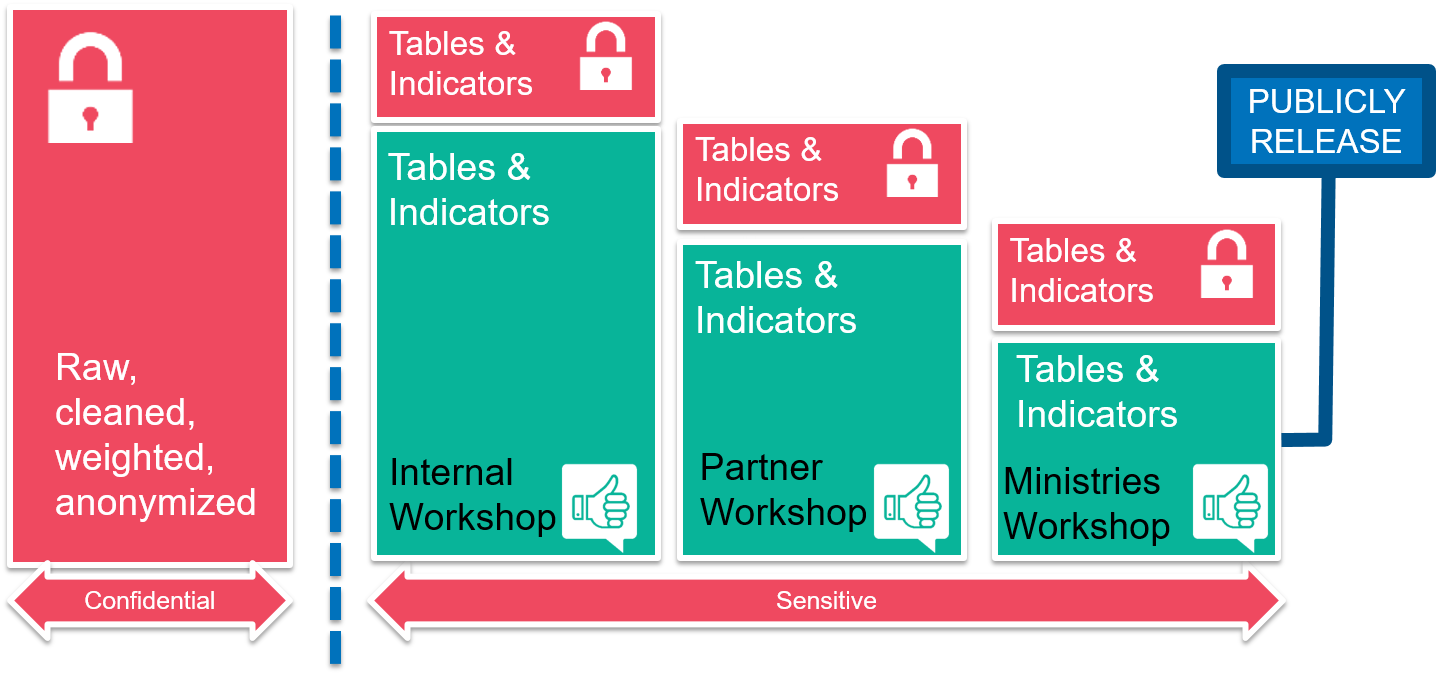 Raw,
cleaned,
weighted,
anonymized
Confidential
Tables &
Indicators
Tables &
Indicators
Internal
Workshop
Tables &
Indicators
Tables &
Indicators
Partner
Workshop
Tables &
Indicators
Tables &
Indicators
Ministries
Workshop
Sensitive
PUBLICLY
RELEASE